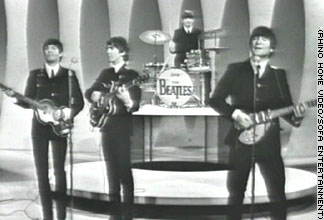 THE
BEATLES
(RHINO HOME VIDEO/SOFA ENTERTAINMENT)